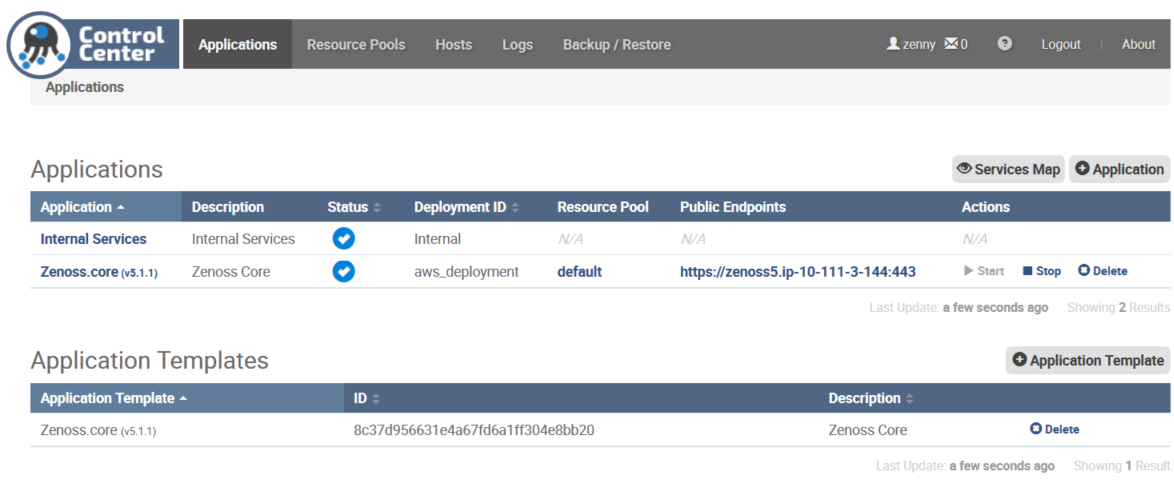 Control Center Applications Resource Pools Hosts Logs Backup / Restore zenny 0 Logout | About
Applications
Applications Services Map Application
Application Description Status Deployment ID Resource Pool Public Endpoints Actions
Internal Services Internal Services Internal N/A N/A N/A
Zenoss.core (v5.1.1) Zenoss Core aws_deployment default https://zenoss5.ip-10-111-3-144:443 Start Stop Delete
Last Update: a few seconds ago Showing 2 Results
Application Templates Application Template
Application Template ID Description
Zenoss.core (v5.1.1) 8c37d956631e4a67fd6a1ff304e8bb20 Zenoss Core Delete
Last Update: a few seconds ago Showing 1 Result